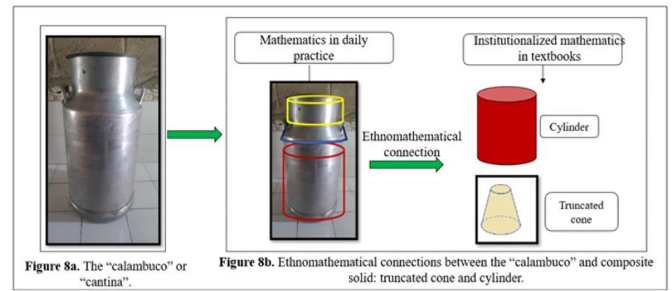 Mathematics in daily
practice
Institutionalized mathematics
in textbooks
Ethnomathematical
connection
Cylinder
Truncated
cone
Figure 8a. The "calambuco" or
"cantina".
Figure 8b. Ethnomathematical connections between the "calambuco" and composite
solid: truncated cone and cylinder.